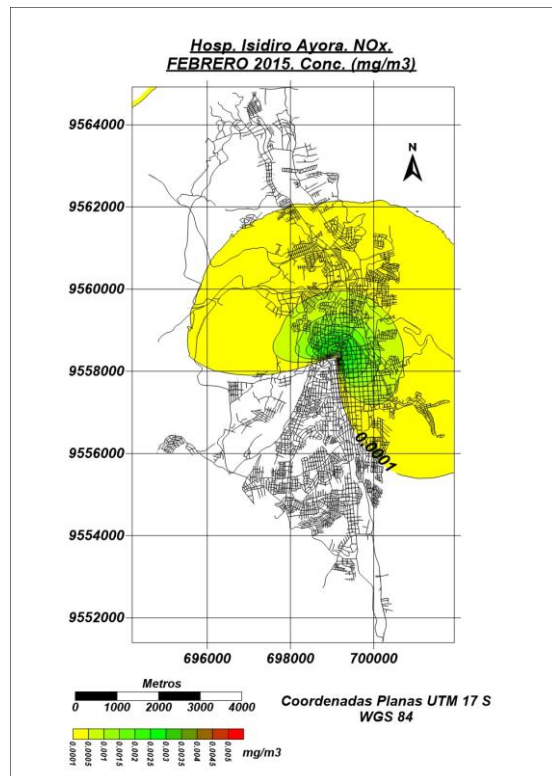 Hosp. Isidro Ayora. NOx.
FEBRERO 2015. Conc. (mg/m3)
N
9564000
9562000
9560000
9558000
9556000
9554000
9552000
0.0001
696000 698000 700000
Metros
0 1000 2000 3000 4000
Coordenadas Planas UTM 17 S
WGS 84
0.0001 0.0005 0.001 0.0015 0.002 0.0025 0.003 0.0035 0.004 0.0045 0.005
mg/m3